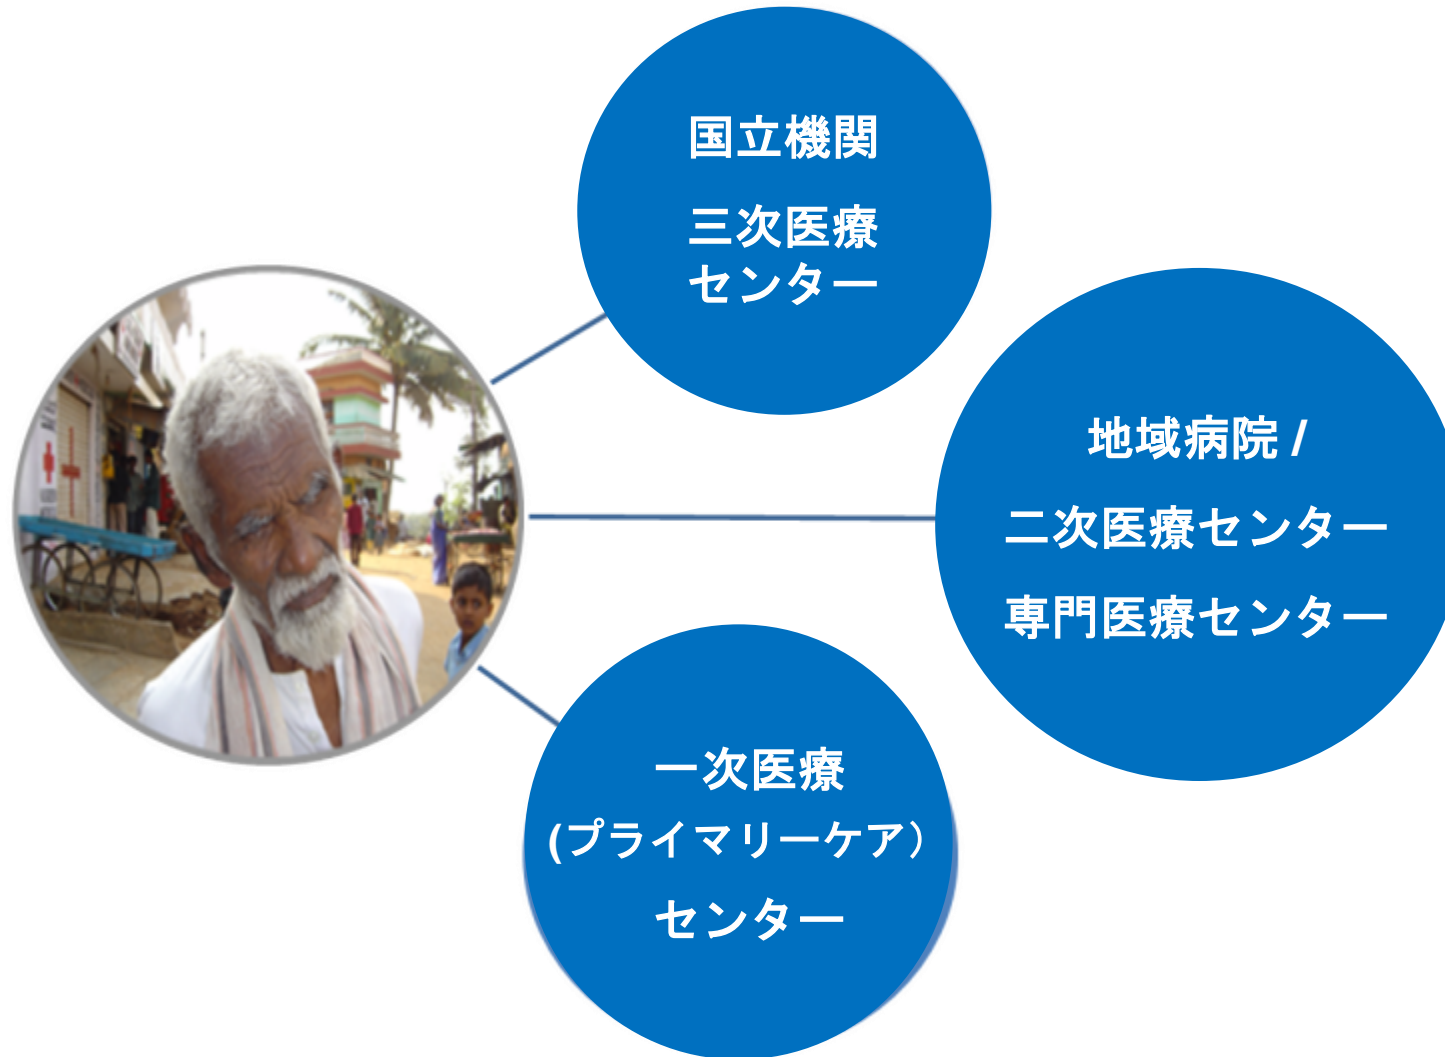 国立機関
三次医療
センター
地域病院 /
二次医療センター
専門医療センター
一次医療
(プライマリーケア）
センター